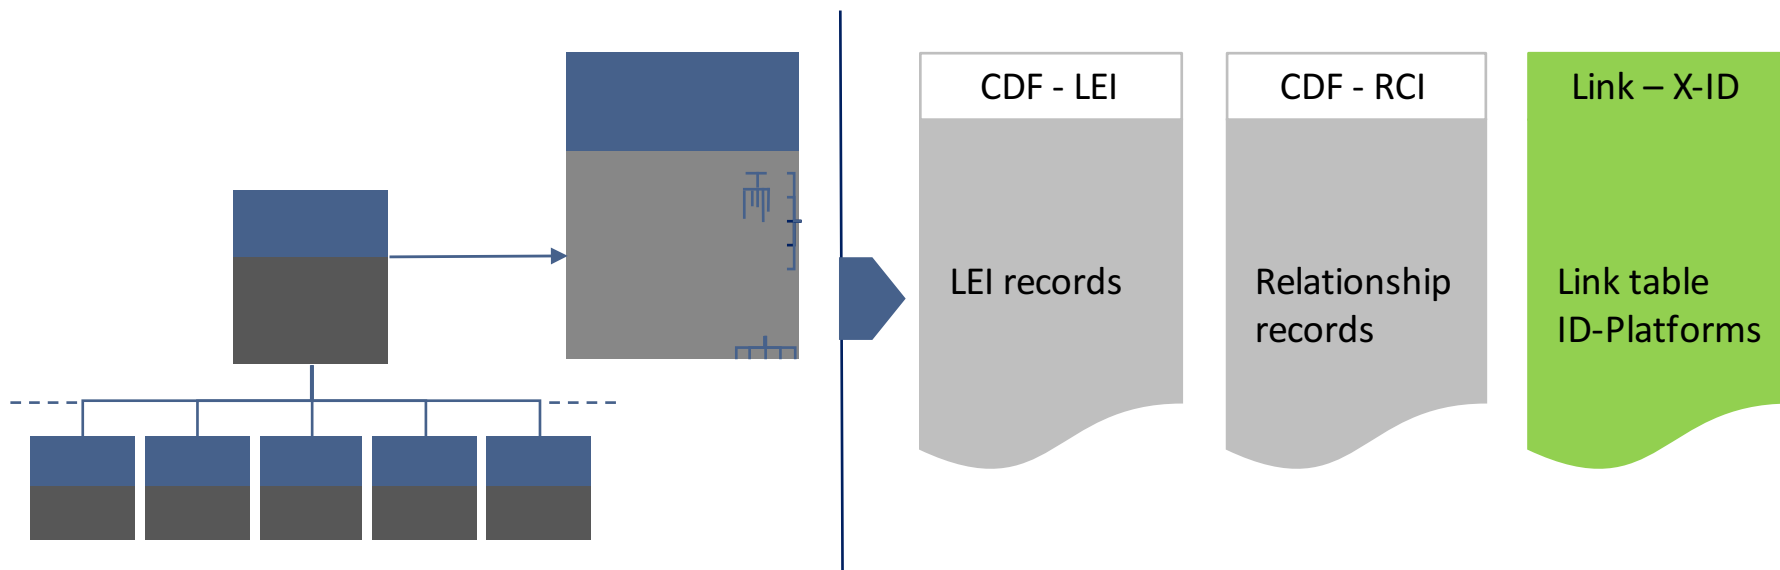 CDF - LEI
LEI records
CDF - RCI
Relationship
records
Link – X-ID
Link table
ID-Platforms